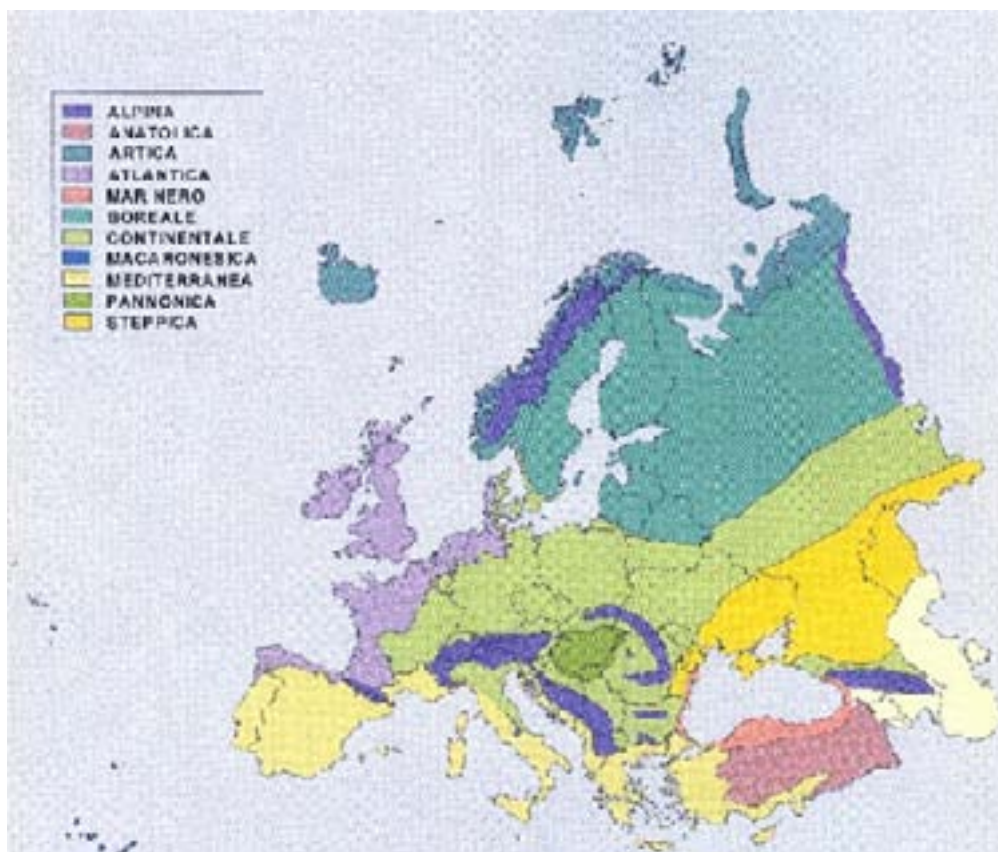 ALPINA
ANATOLICA
ARTICA
ATLANTICA
MAR NERO
BOREALE
CONTINENTALE
MACARONESICA
MEDITERRANEA
PANNONICA
STEPPICA